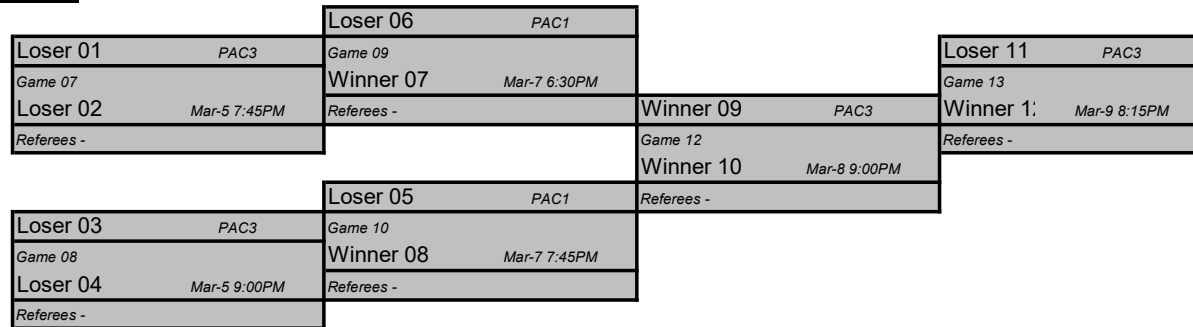 Loser 01 PAC3
Game 07
Loser 02 Mar-5 7:45PM
Referees -
Loser 03 PAC3
Game 08
Loser 04 Mar-5 9:00PM
Referees -
Loser 06 PAC1
Game 09
Winner 07 Mar-7 6:30PM
Referees -
Loser 05 PAC1
Game 10
Winner 08 Mar-7 7:45PM
Referees -
Winner 09 PAC3
Game 12
Winner 10 Mar-8 9:00PM
Referees -
Loser 11 PAC3
Game 13
Winner Mar-9 8:15PM
Referees -